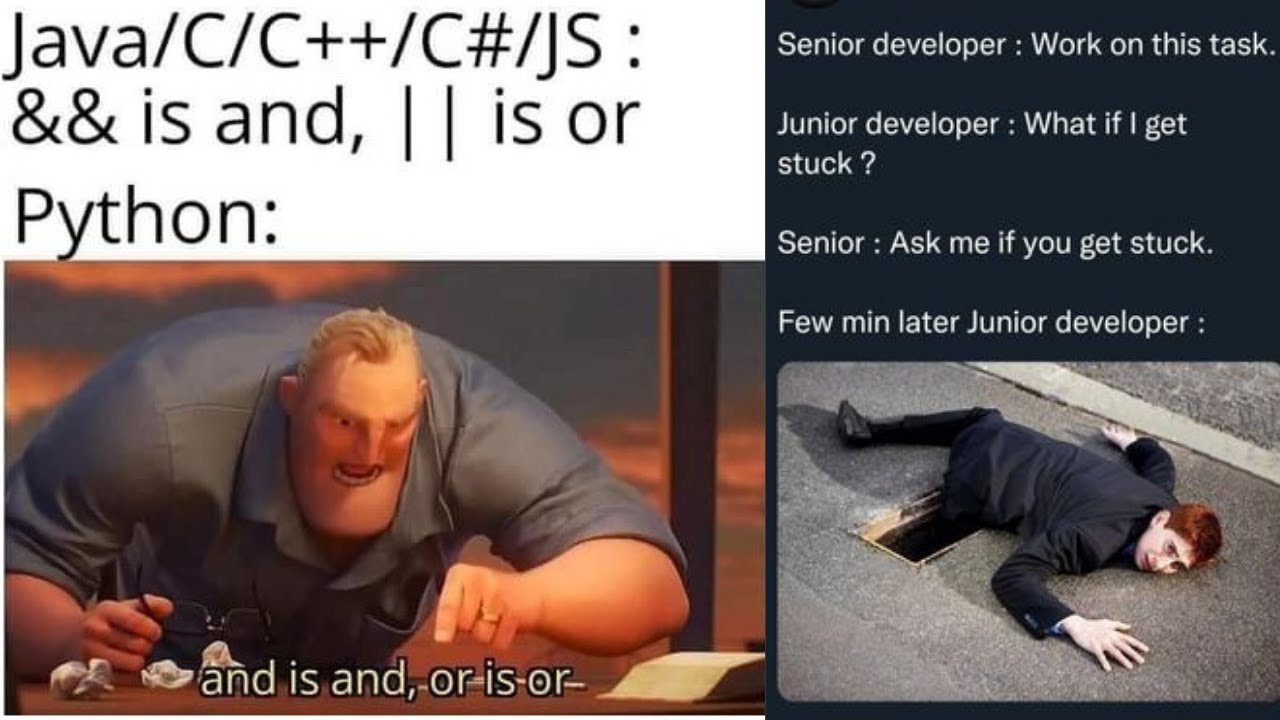 Java/C/C++/C#/JS :
&& is and, || is or
Python:
and is and, or is or
Senior developer : Work on this task.
Junior developer : What if I get
stuck ?
Senior : Ask me if you get stuck.
Few min later Junior developer :